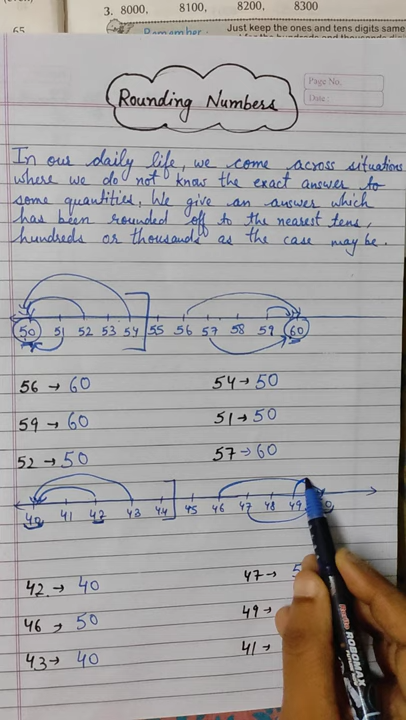 65
3. 8000, 8100, 8200, 8300
Remember: Just keep the ones and tens digits same
Page No.
Date:
Rounding Numbers
In our daily life, we come across situations
where we do not know the exact answer to
some quantities, We give an answer which
has been rounded off to the nearest tens,
hundreds or thousands as the case may be.
50 51 52 53 54 55 56 57 58 59 60
56 → 60 54 → 50
59 → 60 51 → 50
52 → 50 57 → 60
40 41 42 43 44 45 46 47 48 49
42 → 40 47 → 5
46 → 50 49 →
43 → 40 41 →
ROBOMAX